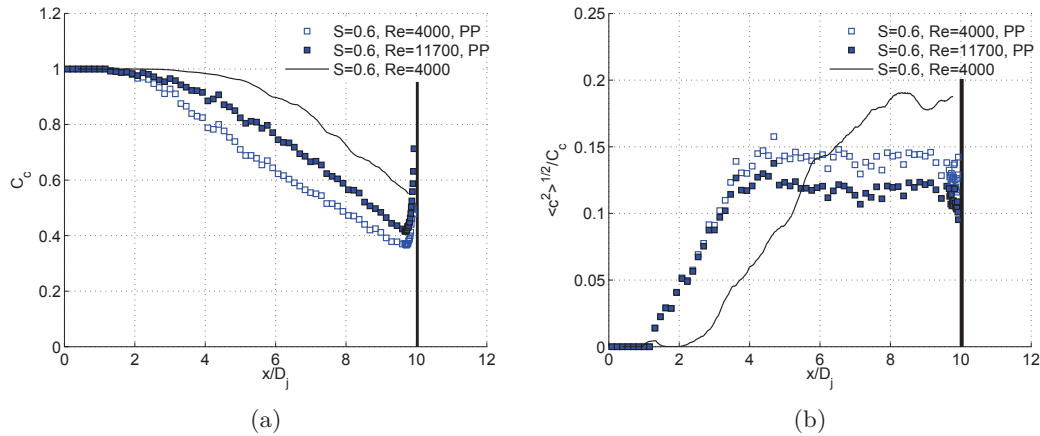 1.2
1
0.8
0.6
0.4
0.2
0
C_c
S=0.6, Re=4000, PP
S=0.6, Re=11700, PP
S=0.6, Re=4000
0 2 4 6 8 10 12
x/D_j
(a)
0.25
0.20
0.15
0.1
0.05
0
<c²>^1/2/C_c
S=0.6, Re=4000, PP
S=0.6, Re=11700, PP
S=0.6, Re=4000
0 2 4 6 8 10 12
x/D_j
(b)